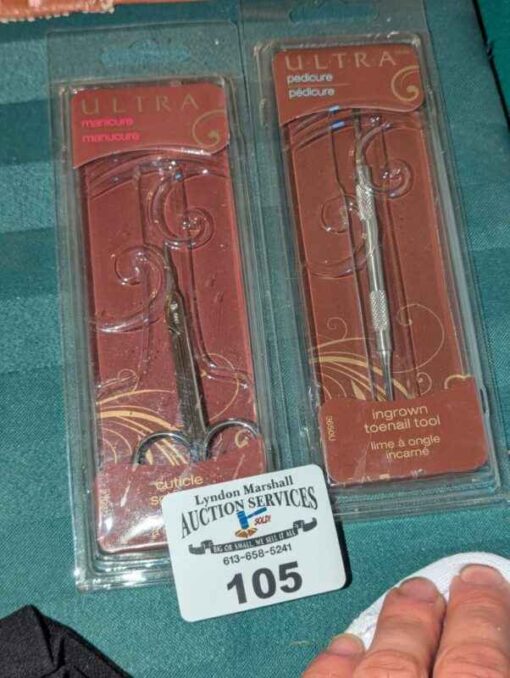 ULTRA
manicure
manucure
cuticle
ULTRA
pedicure
pédicure
ingrown
toenail tool
lime à ongle
incarné
Lyndon Marshall
AUCTION SERVICES
SOLD!
BIG OR SMALL, WE SELL IT ALL
613-658-5241
105